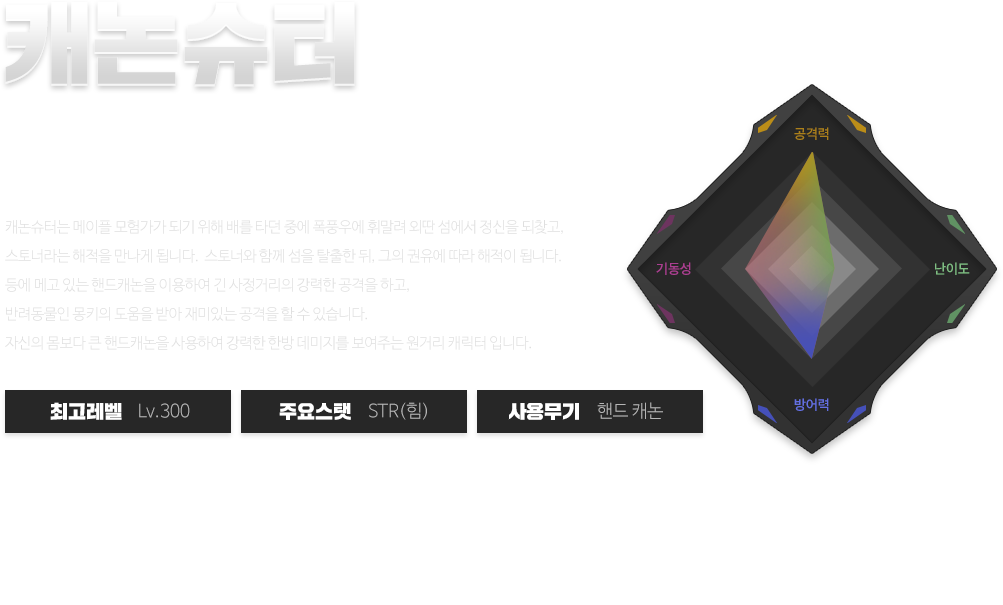 캐논슈터
캐논슈터는 메이플 모험가가 되기 위해 배를 타던 중에 폭풍우에 휘말려 외딴 섬에서 정신을 되찾고,
스토너라는 해적을 만나게 됩니다. 스토너와 함께 섬을 탈출한 뒤, 그의 권유에 따라 해적이 됩니다.
등에 메고 있는 핸드캐논을 이용하여 긴 사정거리의 강력한 공격을 하고,
반려동물인 몽키의 도움을 받아 재미있는 공격을 할 수 있습니다.
자신의 몸보다 큰 핸드캐논을 사용하여 강력한 한방 데미지를 보여주는 원거리 캐릭터 입니다.
최고레벨 Lv.300
주요스탯 STR(힘)
사용무기 핸드 캐논
공격력
기동성
난이도
방어력